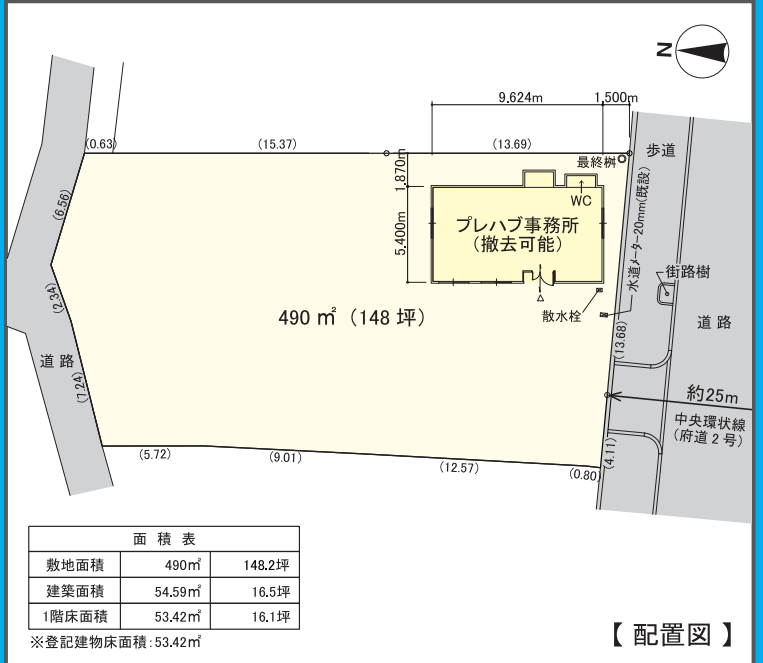 N
9.624m
1.500m
(0.63)
(15.37)
(13.69)
最終桝
歩道
1.870m
WC
(6.56)
5.400m
プレハブ事務所
(撤去可能)
水道メーター20mm(既設)
街路樹
(2.34)
490 ㎡（148 坪）
散水栓
道 路
道 路
(13.68)
(7.24)
約25m
中央環状線
(府道２号)
(5.72)
(9.01)
(12.57)
(0.80)
(4.11)
面 積 表
敷地面積 490㎡ 148.2坪
建築面積 54.59㎡ 16.5坪
1階床面積 53.42㎡ 16.1坪
※登記建物床面積:53.42㎡
【 配置図 】